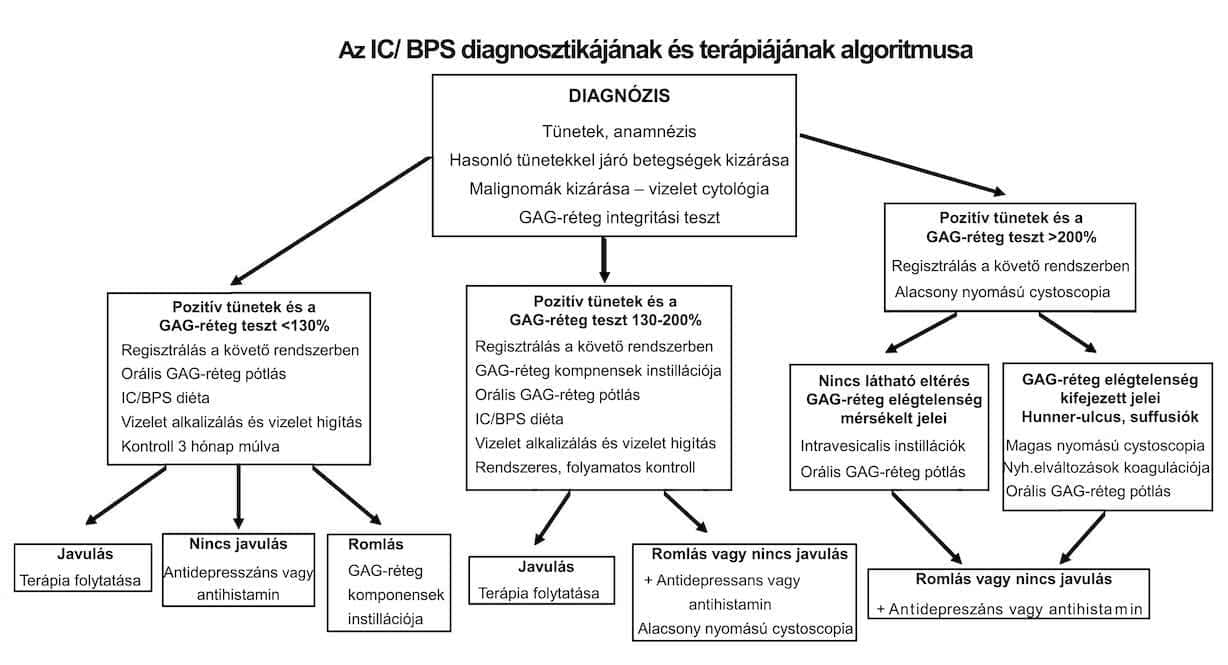 Az IC/ BPS diagnosztikájának és terápiájának algoritmusa
DIAGNÓZIS
Tünetek, anamnézis
Hasonló tünetekkel járó betegségek kizárása
Malignomák kizárása – vizelet cytológia
GAG-réteg integritási teszt
Pozitív tünetek és a
GAG-réteg teszt <130%
Regisztrálás a követő rendszerben
Orális GAG-réteg pótlás
IC/BPS diéta
Vizelet alkalizálás és vizelet higítás
Kontroll 3 hónap múlva
Pozitív tünetek és a
GAG-réteg teszt 130-200%
Regisztrálás a követő rendszerben
GAG-réteg kompnensek instillációja
Orális GAG-réteg pótlás
IC/BPS diéta
Vizelet alkalizálás és vizelet higítás
Rendszeres, folyamatos kontroll
Pozitív tünetek és a
GAG-réteg teszt >200%
Regisztrálás a követő rendszerben
Alacsony nyomású cystoscopia
Nincs látható eltérés
GAG-réteg elégtelenség
mérsékelt jelei
Intravesicalis instillációk
Orális GAG-réteg pótlás
GAG-réteg elégtelenség
kifejezett jelei
Hunner-ulcus, suffusiók
Magas nyomású cystoscopia
Nyh.elváltozások koagulációja
Orális GAG-réteg pótlás
Javulás
Terápia folytatása
Nincs javulás
Antidepresszáns vagy
antihistamin
Romlás
GAG-réteg
komponensek
instillációja
Javulás
Terápia folytatása
Romlás vagy nincs javulás
+ Antidepressans vagy
antihistamin
Alacsony nyomású cystoscopia
Romlás vagy nincs javulás
+ Antidepreszáns vagy antihistamin